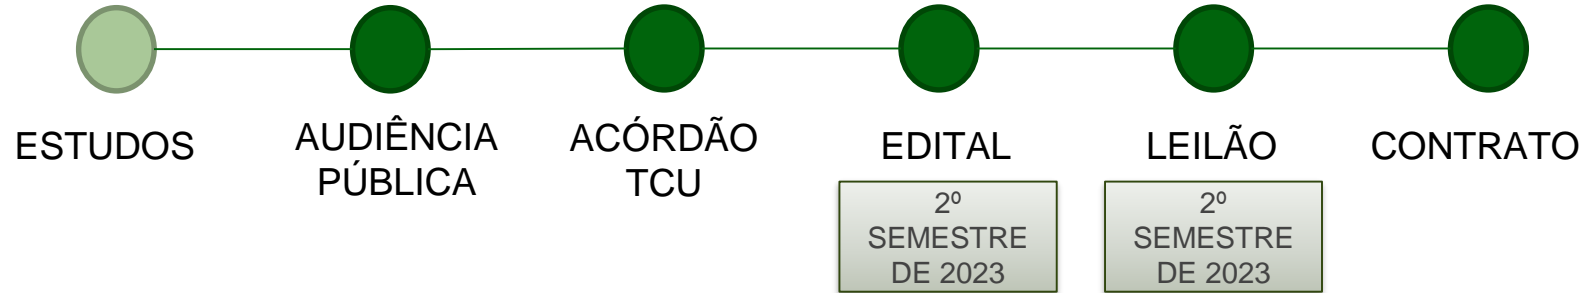 ESTUDOS
AUDIÊNCIA
PÚBLICA
ACÓRDÃO
TCU
EDITAL
LEILÃO
CONTRATO
2º
SEMESTRE
DE 2023
2º
SEMESTRE
DE 2023